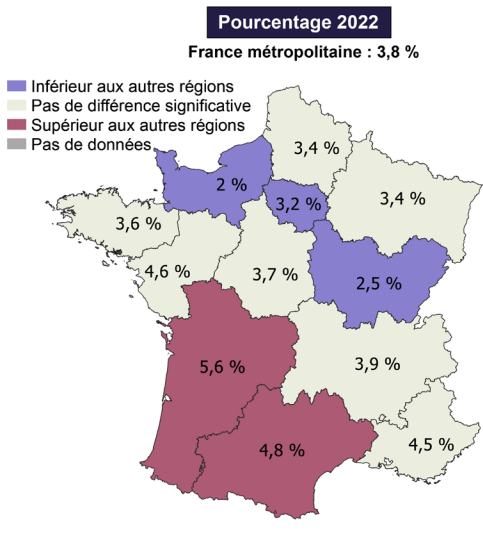 Pourcentage 2022
France métropolitaine : 3,8 %
Inférieur aux autres régions
Pas de différence significative
Supérieur aux autres régions
Pas de données
3,4 %
2 %
3,2 %
3,4 %
3,6 %
4,6 %
3,7 %
2,5 %
5,6 %
3,9 %
4,8 %
4,5 %